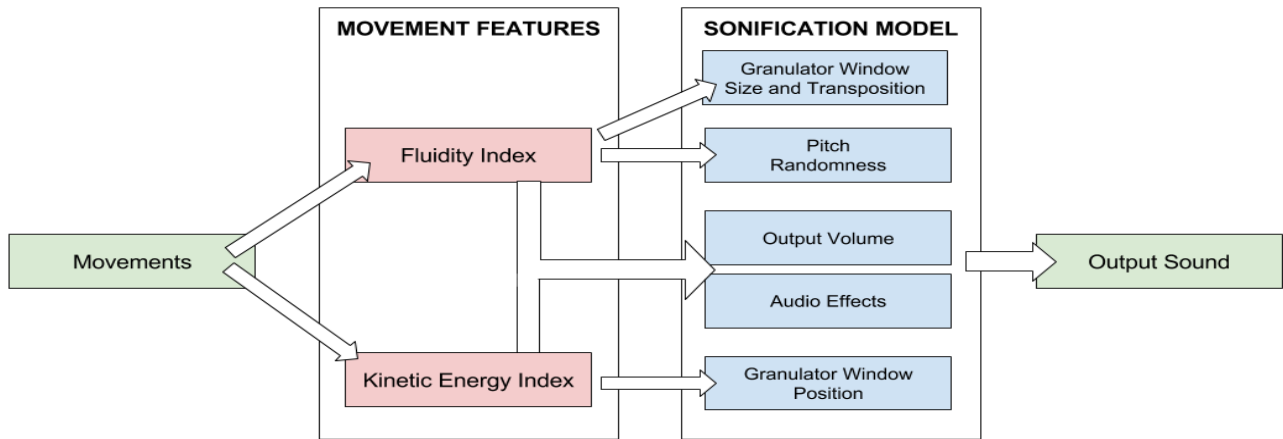 MOVEMENT FEATURES
SONIFICATION MODEL
Granulator Window
Size and Transposition
Fluidity Index
Pitch
Randomness
Movements
Output Volume
Output Sound
Audio Effects
Kinetic Energy Index
Granulator Window
Position